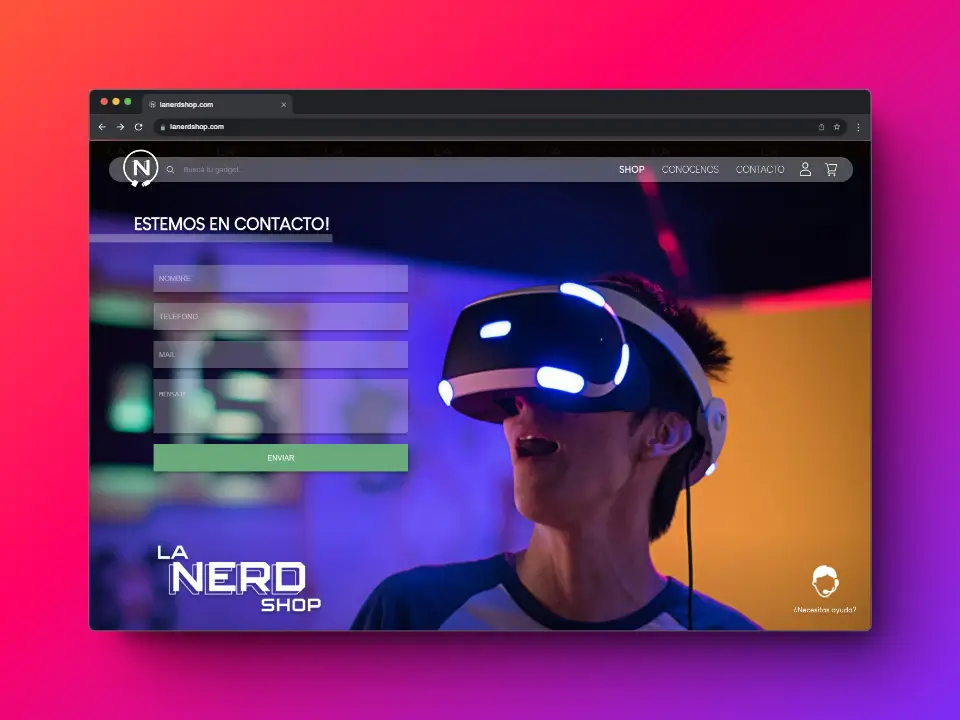 lanerdshop.com
lanerdshop.com
N
Busca tu gadget...
SHOP
CONOCENOS
CONTACTO
ESTEMOS EN CONTACTO!
NOMBRE
TELEFONO
MAIL
MENSAJE
ENVIAR
LA
NERD
SHOP
¿Necesitas ayuda?